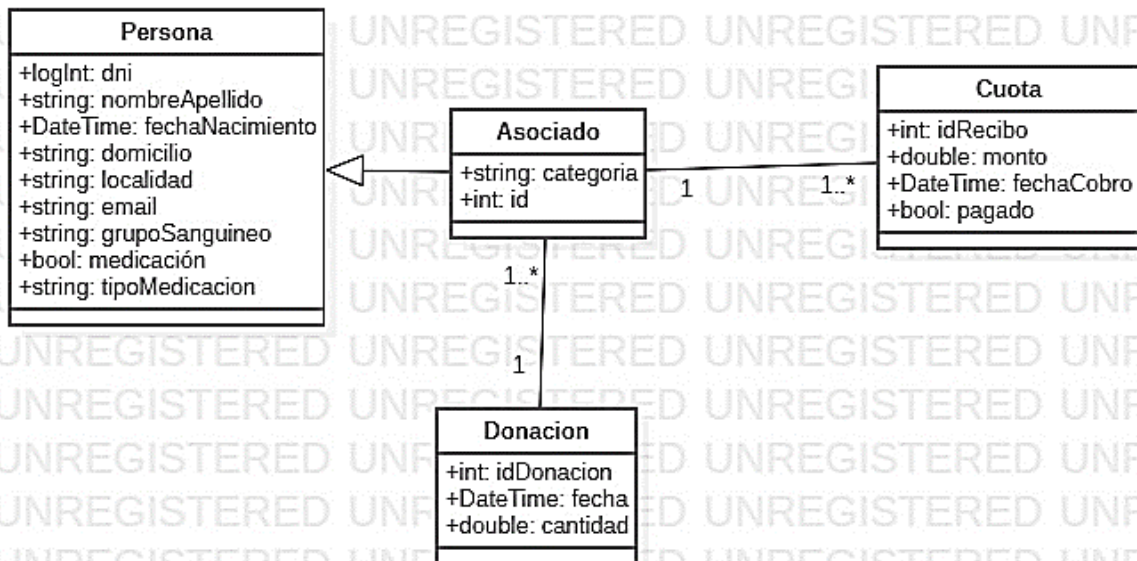 Persona
+logInt: dni
+string: nombreApellido
+DateTime: fechaNacimiento
+string: domicilio
+string: localidad
+string: email
+string: grupoSanguineo
+bool: medicación
+string: tipoMedicacion
Asociado
+string: categoria
+int: id
Cuota
+int: idRecibo
+double: monto
+DateTime: fechaCobro
+bool: pagado
1
1..*
1..*
1
Donacion
+int: idDonacion
+DateTime: fecha
+double: cantidad
UNREGISTERED UNREGISTERED UNREGISTERED